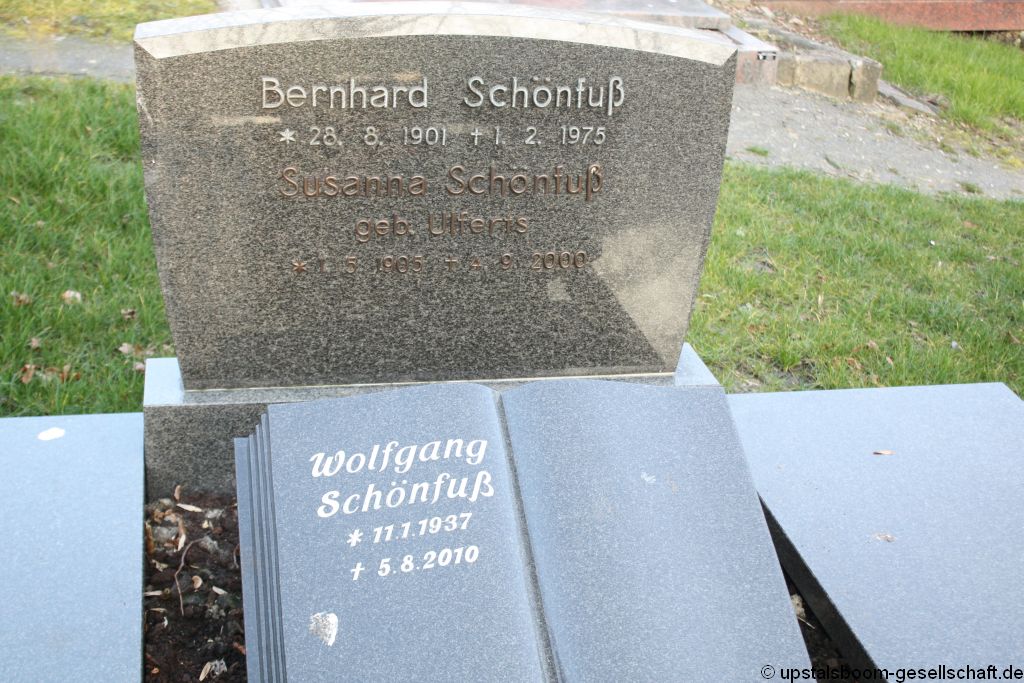 Bernhard Schönfuß
* 28. 8. 1901 † 1. 2. 1975
Susanna Schönfuß
geb. Ulferts
* 1. 5. 1905 † 4. 9. 2000
Wolfgang
Schönfuß
* 11.1.1937
† 5.8.2010
© upstalsboom-gesellschaft.de